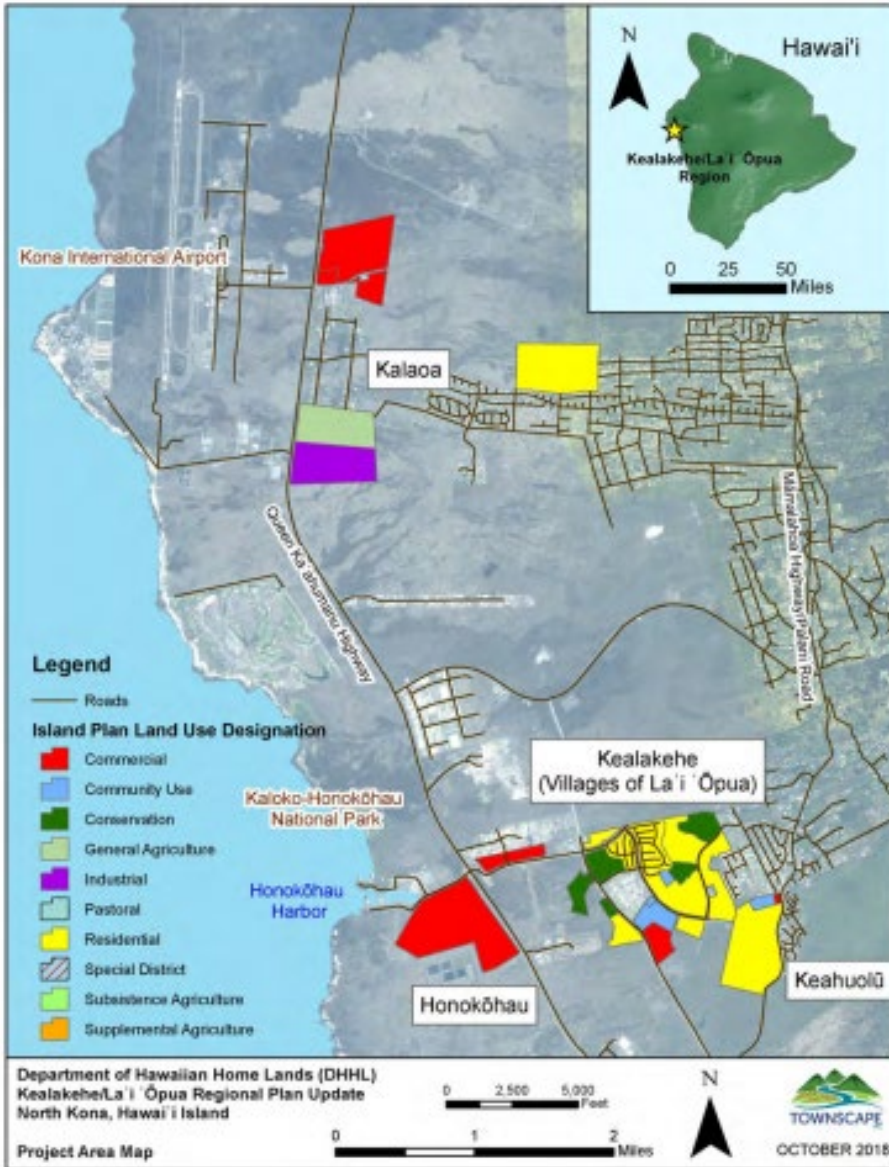 N
Hawai'i
Kealakehe/La'i 'Ōpua
Region
0 25 50
Miles
Kona International Airport
Kalaoa
Queen Ka'ahumanu Highway
Māmalahoa Highway/Palani Road
Legend
Roads
Island Plan Land Use Designation
Commercial
Community Use
Conservation
General Agriculture
Industrial
Pastoral
Residential
Special District
Subsistence Agriculture
Supplemental Agriculture
Kealakehe
(Villages of La'i 'Ōpua)
Kaloko-Honokōhau
National Park
Honokōhau
Harbor
Honokōhau
Keahuolū
Department of Hawaiian Home Lands (DHHL)
Kealakehe/La'i 'Ōpua Regional Plan Update
North Kona, Hawai'i Island
Project Area Map
0 2,500 5,000
Feet
0 1 2
Miles
N
TOWNSCAPE
OCTOBER 2018